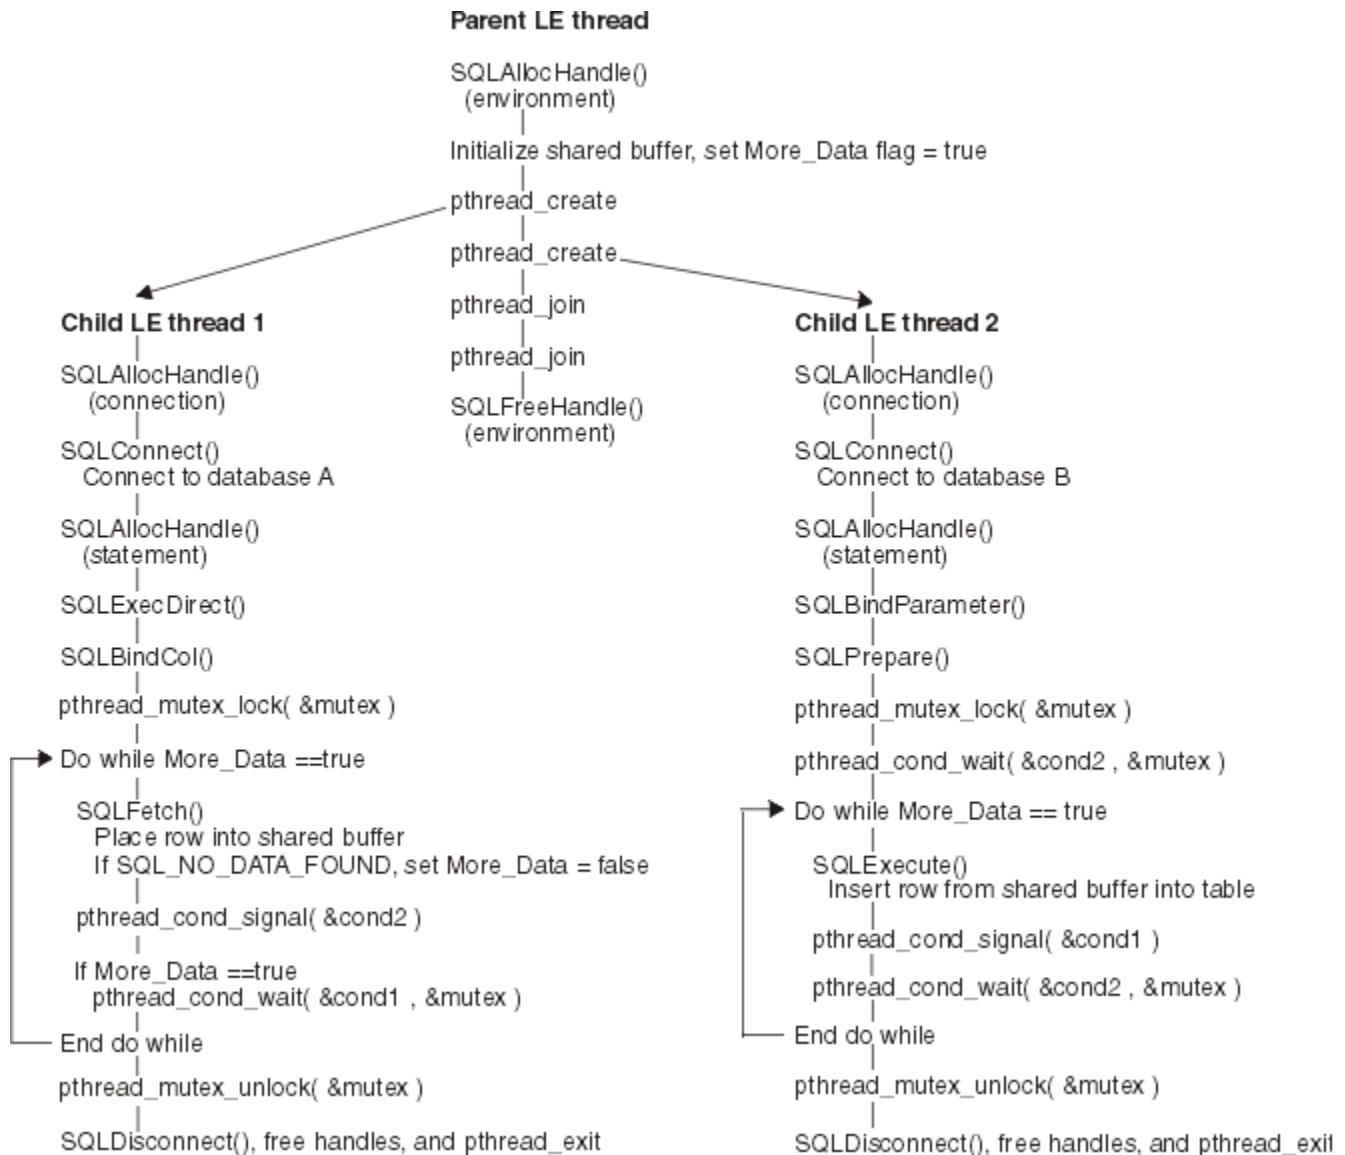 Parent LE thread
SQLAllocHandle()
(environment)
Initialize shared buffer, set More_Data flag = true
pthread_create
pthread_create
pthread_join
pthread_join
SQLFreeHandle()
(environment)
Child LE thread 1
SQLAllocHandle()
(connection)
SQLConnect()
Connect to database A
SQLAllocHandle()
(statement)
SQLExecDirect()
SQLBindCol()
pthread_mutex_lock( &mutex )
Do while More_Data ==true
SQLFetch()
Place row into shared buffer
If SQL_NO_DATA_FOUND, set More_Data = false
pthread_cond_signal( &cond2 )
If More_Data ==true
pthread_cond_wait( &cond1 , &mutex )
End do while
pthread_mutex_unlock( &mutex )
SQLDisconnect(), free handles, and pthread_exit
Child LE thread 2
SQLAllocHandle()
(connection)
SQLConnect()
Connect to database B
SQLAllocHandle()
(statement)
SQLBindParameter()
SQLPrepare()
pthread_mutex_lock( &mutex )
pthread_cond_wait( &cond2 , &mutex )
Do while More_Data == true
SQLExecute()
Insert row from shared buffer into table
pthread_cond_signal( &cond1 )
pthread_cond_wait( &cond2 , &mutex )
End do while
pthread_mutex_unlock( &mutex )
SQLDisconnect(), free handles, and pthread_exit